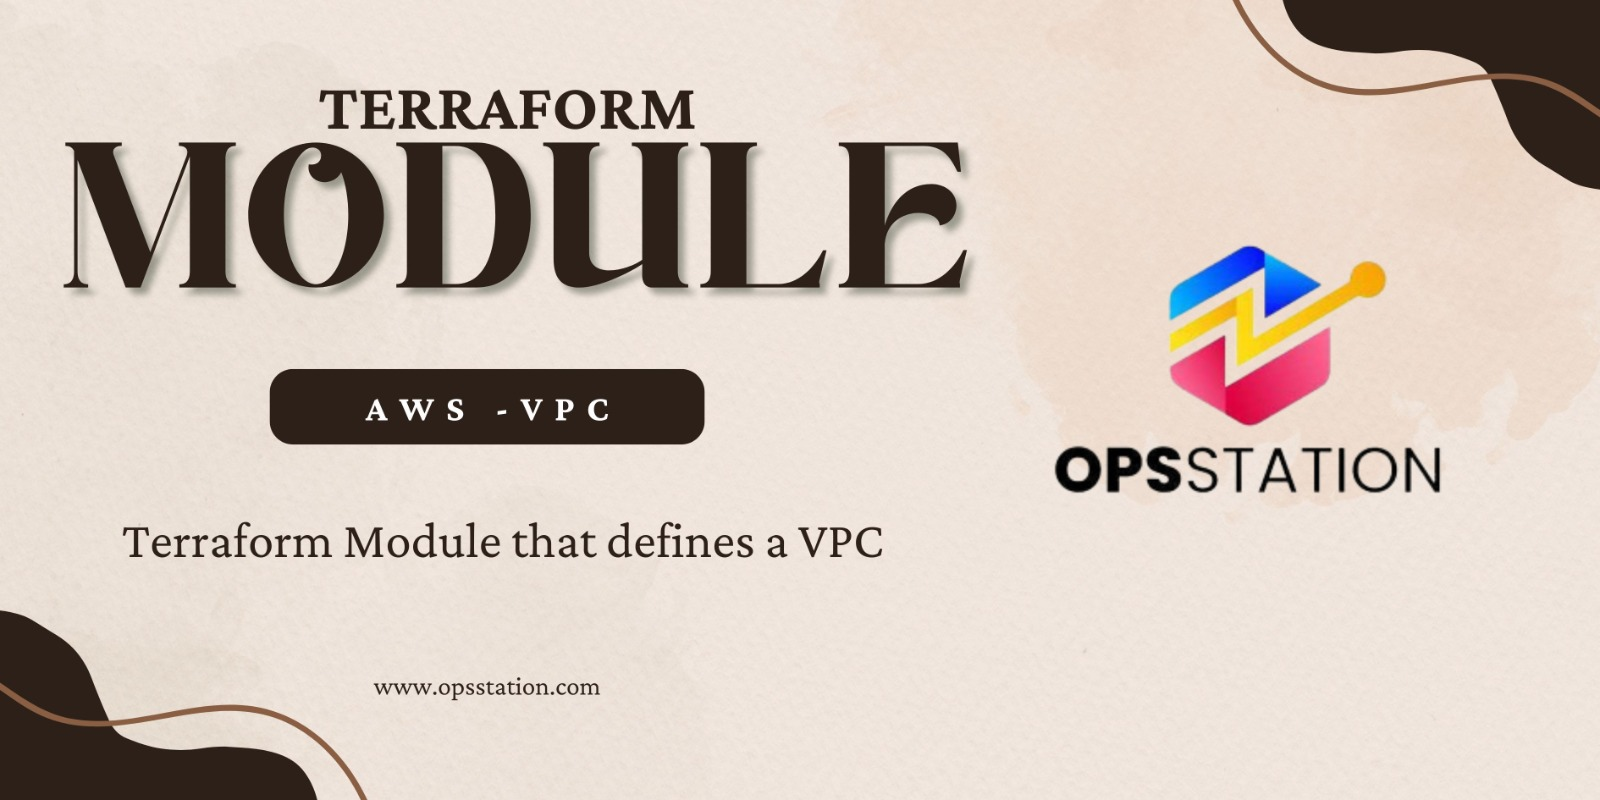 TERRAFORM
MODULE
AWS -VPC
Terraform Module that defines a VPC
www.opsstation.com
OPSSTATION